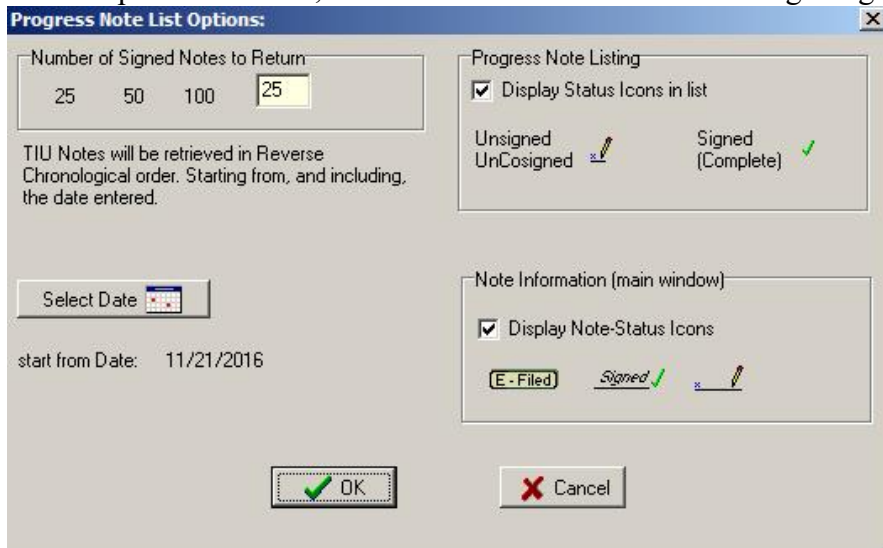 Progress Note List Options:
Number of Signed Notes to Return
25 50 100 25
TIU Notes will be retrieved in Reverse
Chronological order. Starting from, and including,
the date entered.
Select Date
start from Date: 11/21/2016
Progress Note Listing
Display Status Icons in list
Unsigned
UnCosigned
Signed
(Complete)
Note Information (main window)
Display Note-Status Icons
E - Filed Signed x
OK Cancel